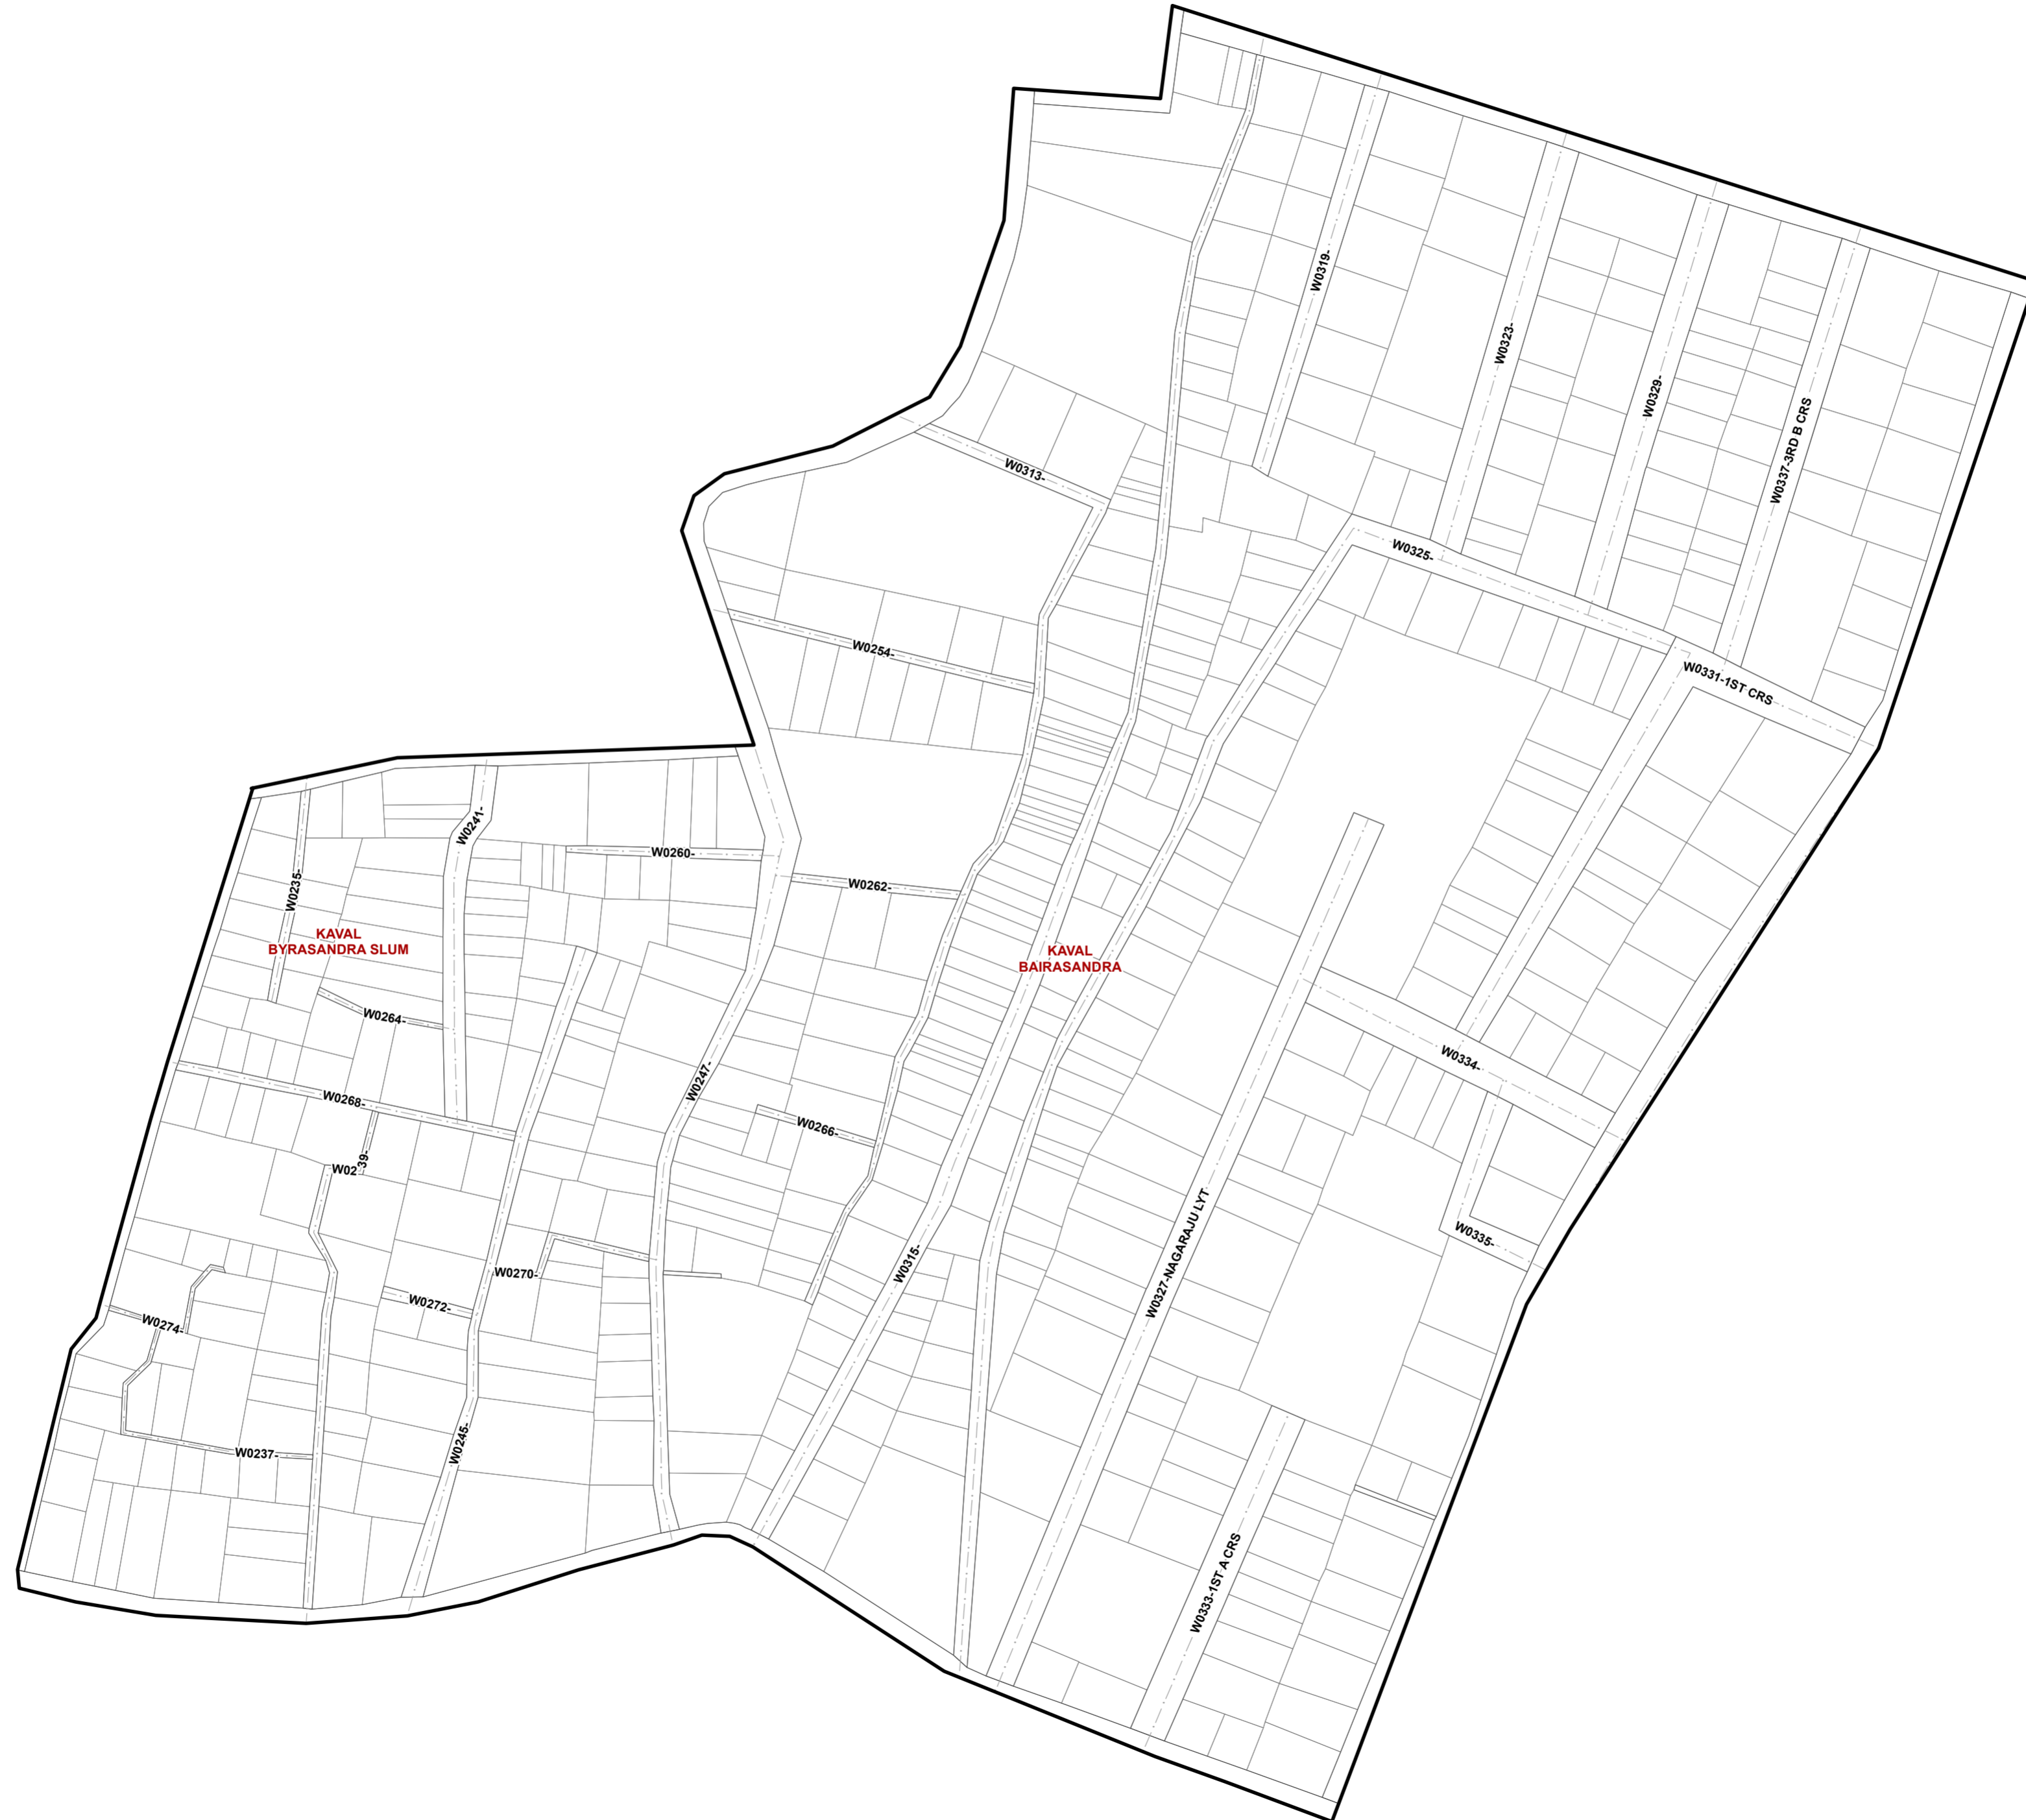 W0319-
W0323-
W0329-
W0337-3RD B CRS
W0313-
W0325-
W0254-
W0331-1ST CRS
W0241-
W0260-
W0262-
W0235-
KAVAL
BYRASANDRA SLUM
KAVAL
BAIRASANDRA
W0264-
W0334-
W0247-
W0268-
W0266-
W0239-
W0335-
W0315-
W0327-NAGARAJU LYT
W0270-
W0272-
W0274-
W0237-
W0245-
W0333-1ST A CRS